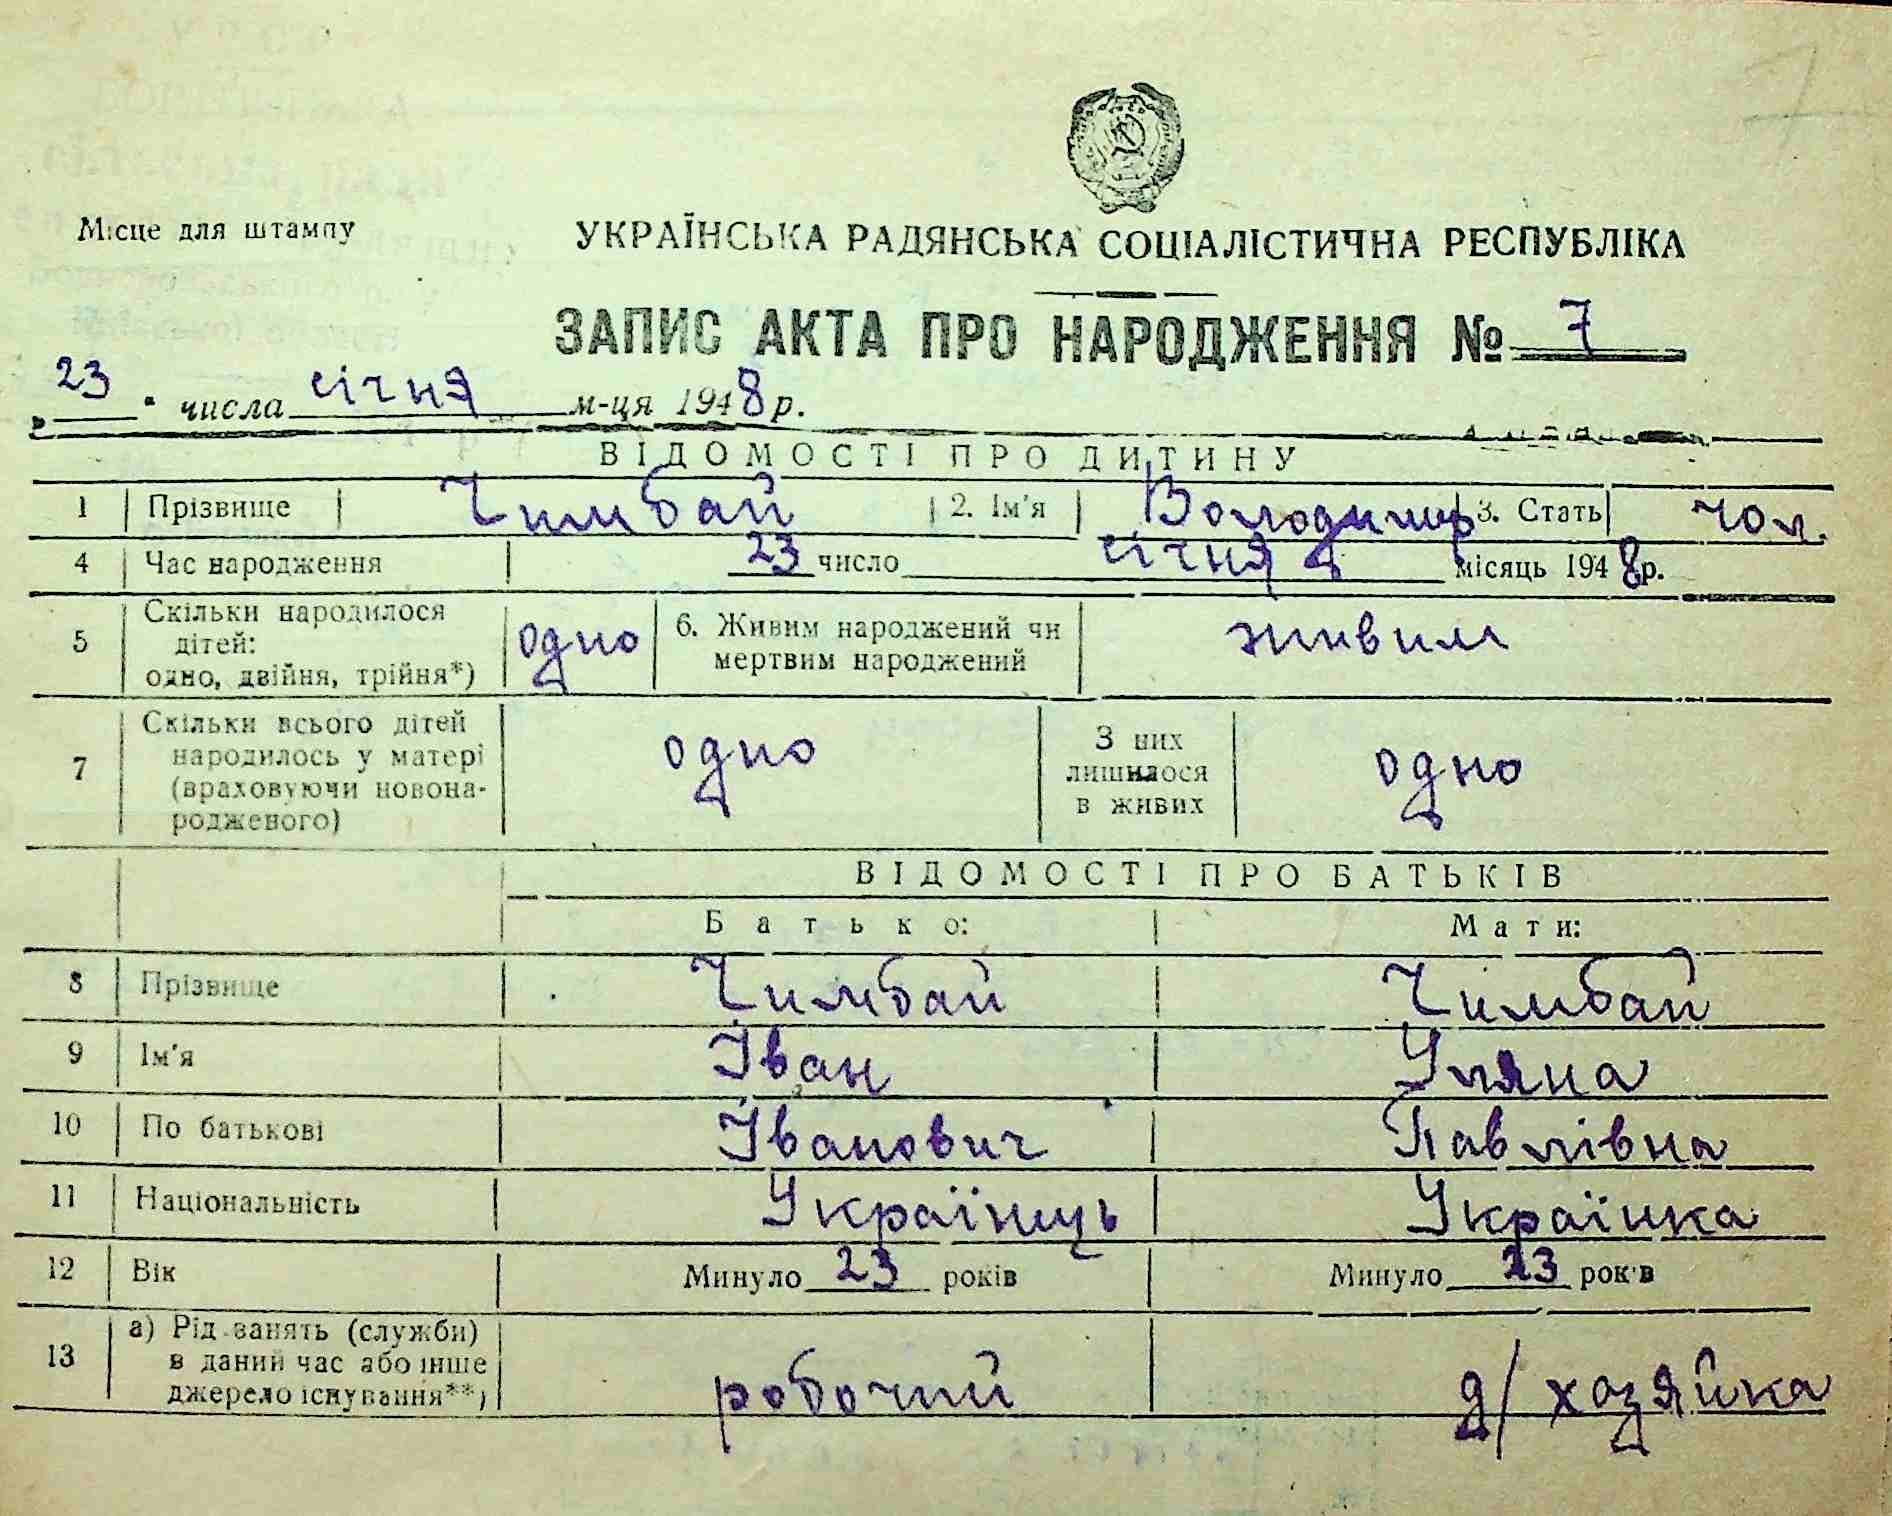 Місце для штампу
УКРАЇНСЬКА РАДЯНСЬКА СОЦІАЛІСТИЧНА РЕСПУБЛІКА
ЗАПИС АКТА ПРО НАРОДЖЕННЯ № 7
„23" числа січня м-ця 1948 р.
ВІДОМОСТІ ПРО ДИТИНУ
1 Прізвище Чимбай 2. Ім'я Володимир 3. Стать чол.
4 Час народження 23 число січня місяць 1948 р.
5 Скільки народилося дітей: одно, двійня, трійня*) одно 6. Живим народжений чи мертвим народжений живим
7 Скільки всього дітей народилось у матері (враховуючи новонародженого) одно З них лишилося в живих одно
ВІДОМОСТІ ПРО БАТЬКІВ
Батько: Мати:
8 Прізвище Чимбай Чимбай
9 Ім'я Іван Уляна
10 По батькові Іванович Павлівна
11 Національність Українець Українка
12 Вік Минуло 23 років Минуло 23 років
13 а) Рід занять (служби) в даний час або інше джерело існування**) робочий д/хозяйка